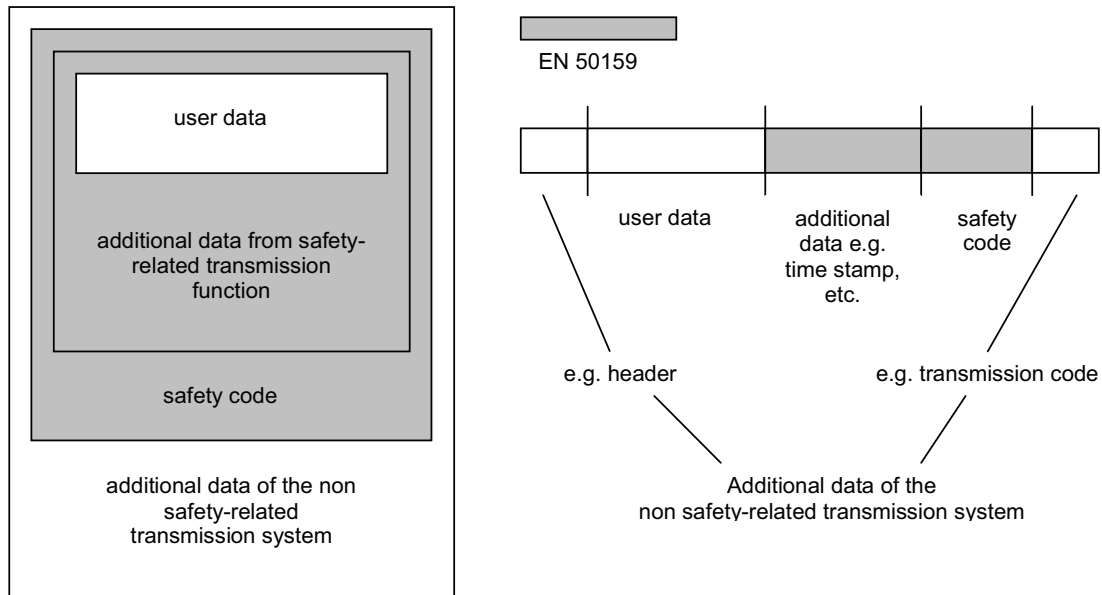 user data
additional data from safety-
related transmission
function
safety code
additional data of the non
safety-related
transmission system
EN 50159
user data
additional
data e.g.
time stamp,
etc.
safety
code
e.g. header
e.g. transmission code
Additional data of the
non safety-related transmission system